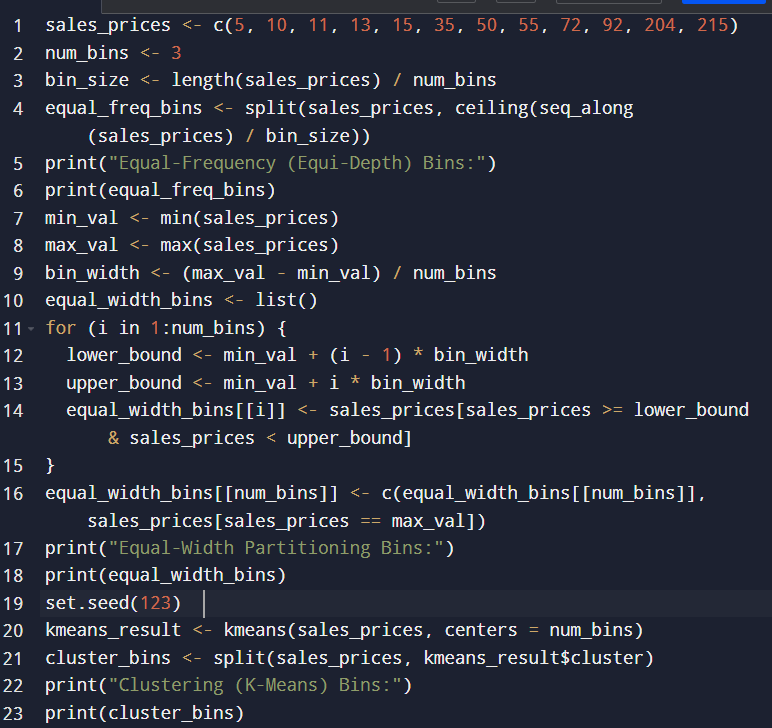 1 sales_prices <- c(5, 10, 11, 13, 15, 35, 50, 55, 72, 92, 204, 215)
2 num_bins <- 3
3 bin_size <- length(sales_prices) / num_bins
4 equal_freq_bins <- split(sales_prices, ceiling(seq_along
(sales_prices) / bin_size))
5 print("Equal-Frequency (Equi-Depth) Bins:")
6 print(equal_freq_bins)
7 min_val <- min(sales_prices)
8 max_val <- max(sales_prices)
9 bin_width <- (max_val - min_val) / num_bins
10 equal_width_bins <- list()
11 for (i in 1:num_bins) {
12 lower_bound <- min_val + (i - 1) * bin_width
13 upper_bound <- min_val + i * bin_width
14 equal_width_bins[[i]] <- sales_prices[sales_prices >= lower_bound
& sales_prices < upper_bound]
15 }
16 equal_width_bins[[num_bins]] <- c(equal_width_bins[[num_bins]],
sales_prices[sales_prices == max_val])
17 print("Equal-Width Partitioning Bins:")
18 print(equal_width_bins)
19 set.seed(123)
20 kmeans_result <- kmeans(sales_prices, centers = num_bins)
21 cluster_bins <- split(sales_prices, kmeans_result$cluster)
22 print("Clustering (K-Means) Bins:")
23 print(cluster_bins)